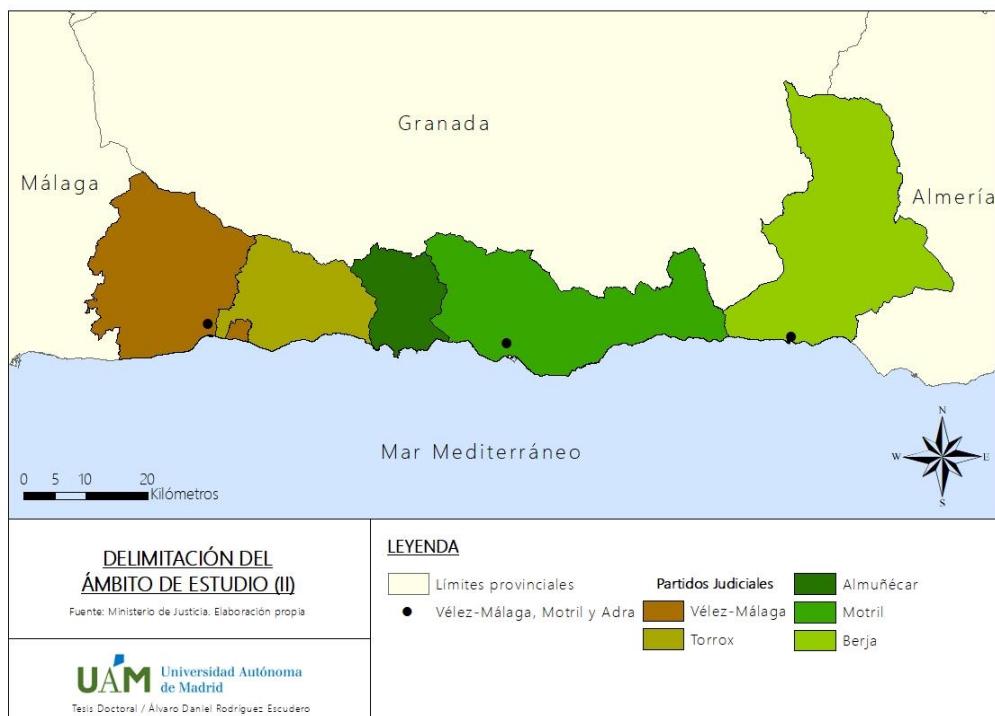 Granada
Málaga
Almería
Mar Mediterráneo
N
W E
S
0 5 10 20
Kilómetros
DELIMITACIÓN DEL
ÁMBITO DE ESTUDIO (II)
Fuente: Ministerio de Justicia. Elaboración propia
UAM Universidad Autónoma
de Madrid
Tesis Doctoral / Álvaro Daniel Rodríguez Escudero
LEYENDA
Límites provinciales
Vélez-Málaga, Motril y Adra
Partidos Judiciales
Vélez-Málaga
Torrox
Almuñécar
Motril
Berja